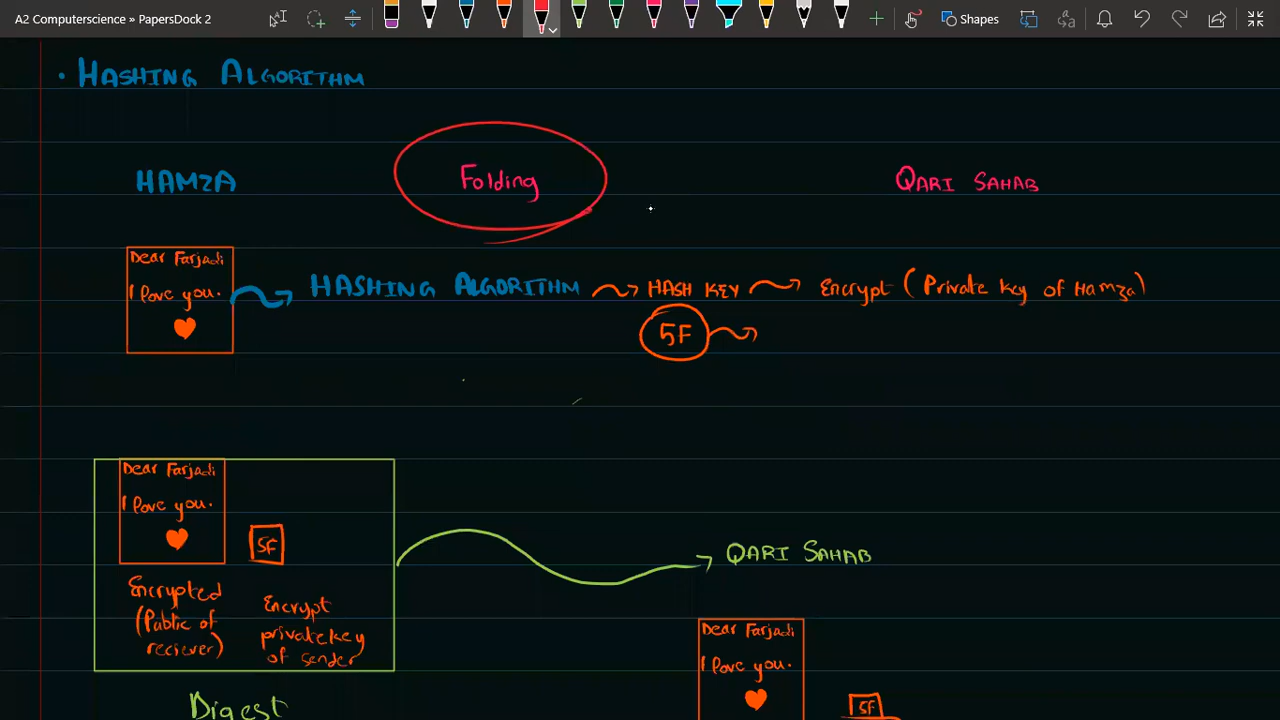 A2 Computerscience » PapersDock 2
Shapes
• HASHING ALGORITHM
HAMZA
Folding
QARI SAHAB
Dear Farjadi
I love you.
HASHING ALGORITHM
HASH KEY
Encrypt (Private key of Hamza)
5F
Dear Farjadi
I love you.
5F
QARI SAHAB
Encrypted
(Public of
reciever)
Encrypt
private key
of sender
Dear Farjadi
I love you.
5F
Digest